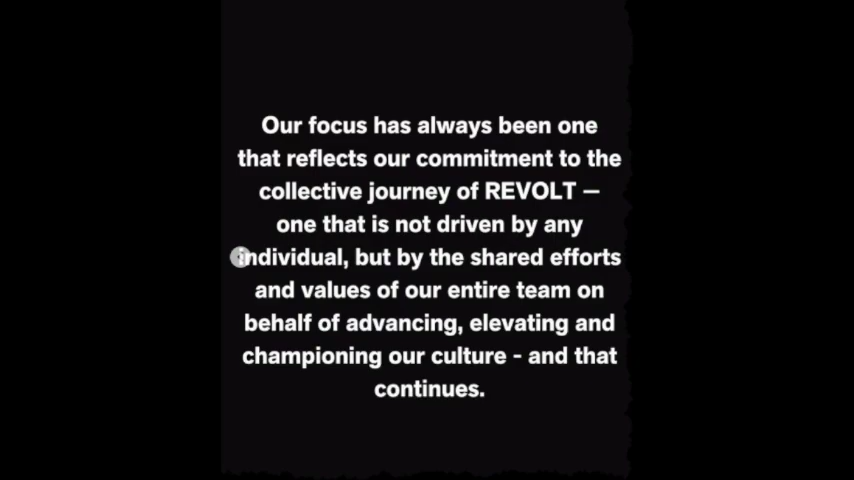 Our focus has always been one
that reflects our commitment to the
collective journey of REVOLT —
one that is not driven by any
individual, but by the shared efforts
and values of our entire team on
behalf of advancing, elevating and
championing our culture - and that
continues.